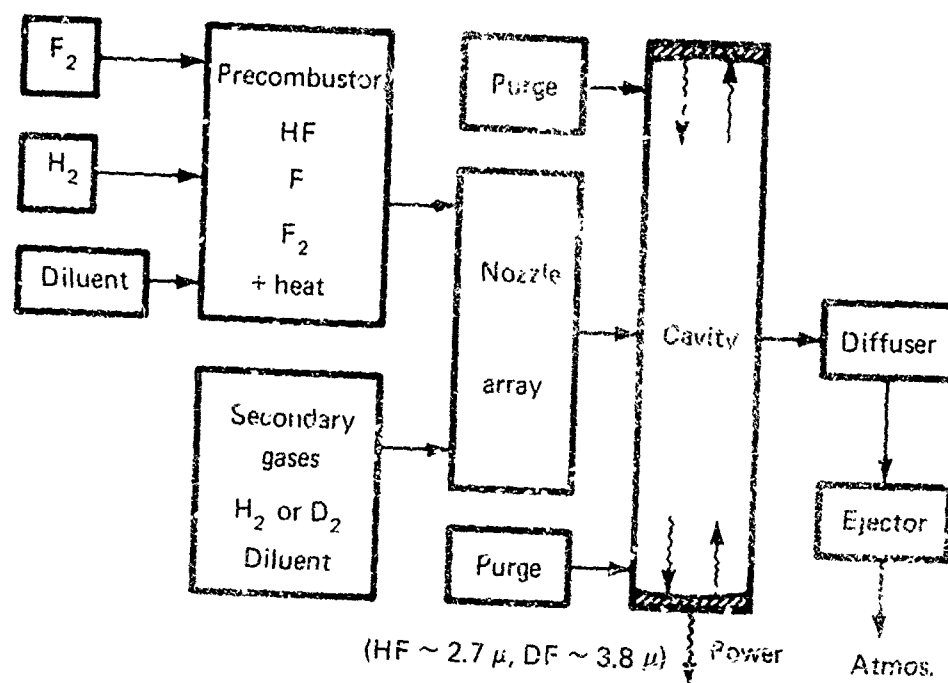 F₂
H₂
Diluent
Precombustor
HF
F
F₂
+ heat
Secondary
gases
H₂ or D₂
Diluent
Purge
Nozzle
array
Purge
Cavity
Diffuser
Ejector
Atmos.
(HF ~ 2.7 μ, DF ~ 3.8 μ)
Power